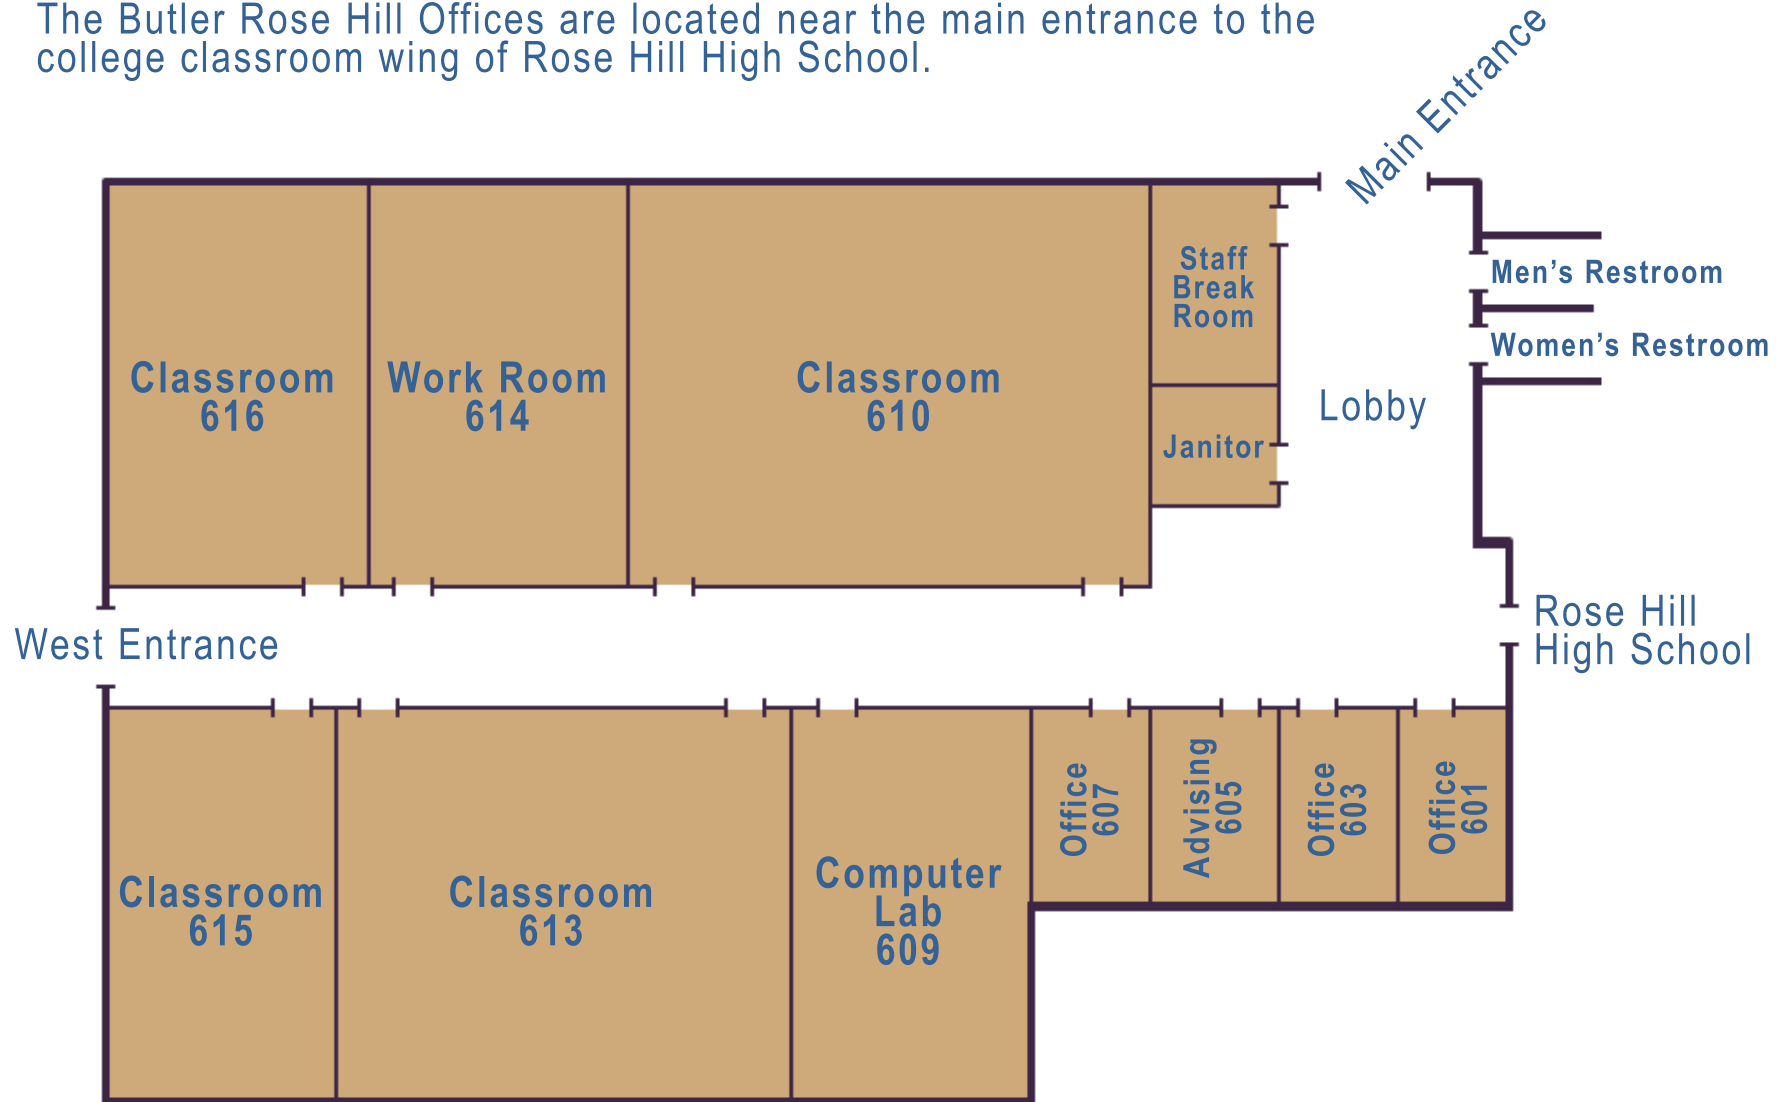 The Butler Rose Hill Offices are located near the main entrance to the
college classroom wing of Rose Hill High School.
Main Entrance
Men’s Restroom
Women’s Restroom
Staff
Break
Room
Classroom
616
Work Room
614
Classroom
610
Lobby
Janitor
Rose Hill
High School
West Entrance
Classroom
615
Classroom
613
Computer
Lab
609
Office
607
Advising
605
Office
603
Office
601